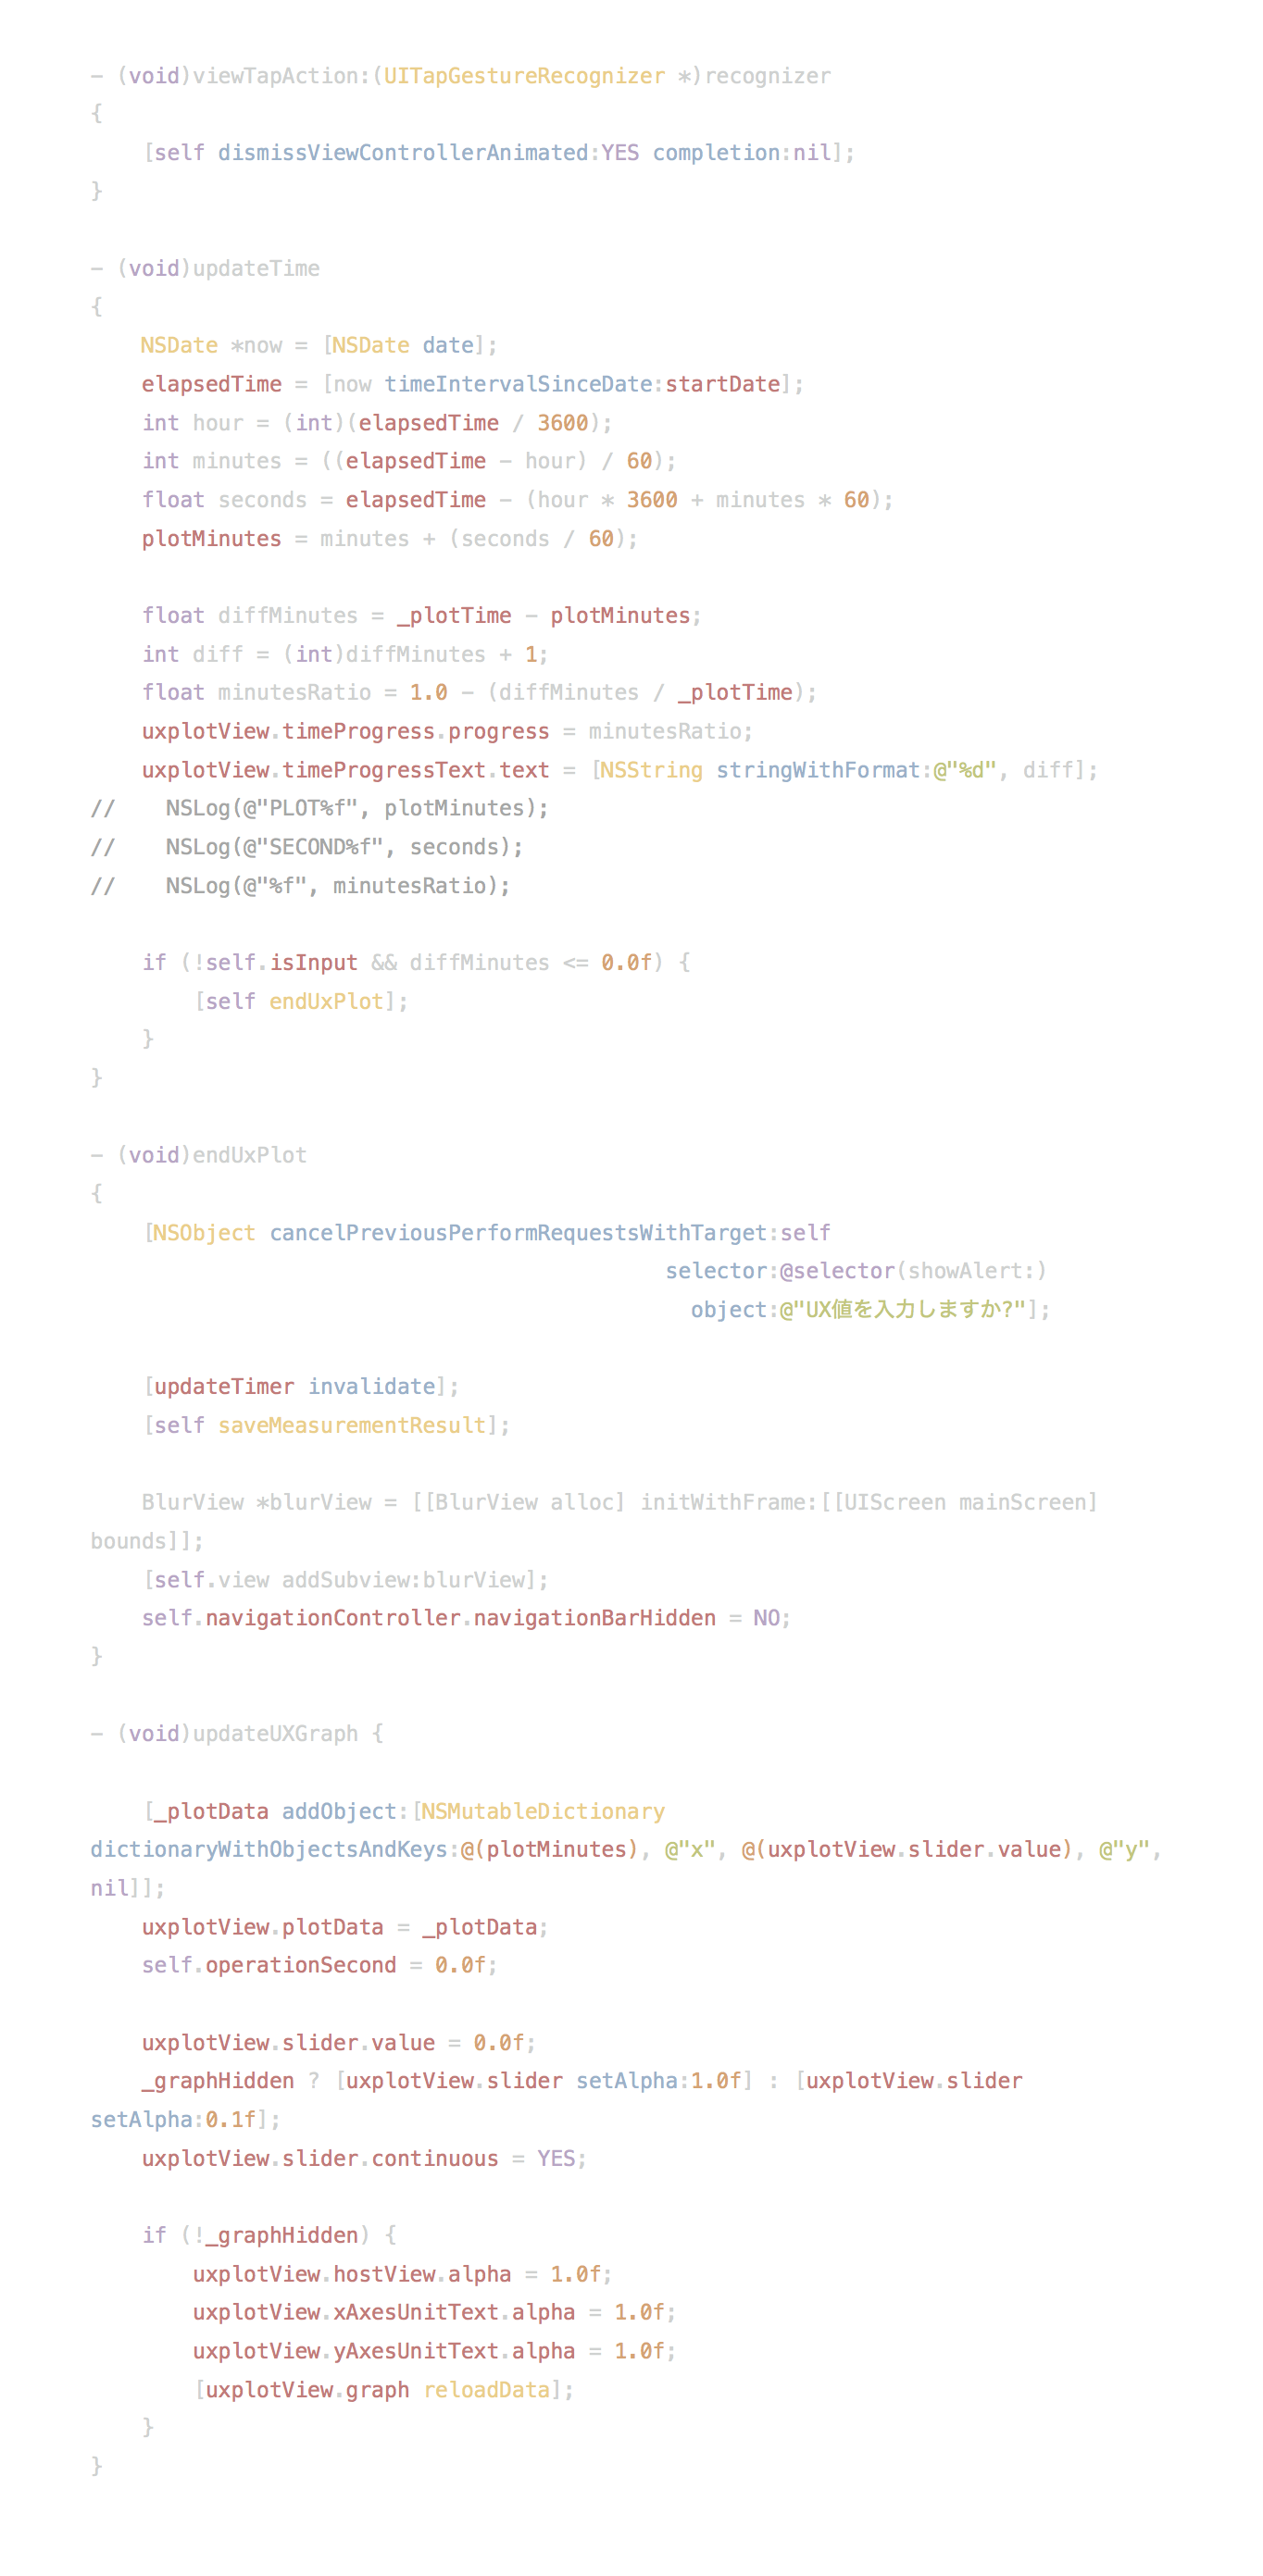 - (void)viewTapAction:(UITapGestureRecognizer *)recognizer
{
    [self dismissViewControllerAnimated:YES completion:nil];
}

- (void)updateTime
{
    NSDate *now = [NSDate date];
    elapsedTime = [now timeIntervalSinceDate:startDate];
    int hour = (int)(elapsedTime / 3600);
    int minutes = ((elapsedTime - hour) / 60);
    float seconds = elapsedTime - (hour * 3600 + minutes * 60);
    plotMinutes = minutes + (seconds / 60);

    float diffMinutes = _plotTime - plotMinutes;
    int diff = (int)diffMinutes + 1;
    float minutesRatio = 1.0 - (diffMinutes / _plotTime);
    uxplotView.timeProgress.progress = minutesRatio;
    uxplotView.timeProgressText.text = [NSString stringWithFormat:@"%d", diff];
//    NSLog(@"PLOT%f", plotMinutes);
//    NSLog(@"SECOND%f", seconds);
//    NSLog(@"%f", minutesRatio);

    if (!self.isInput && diffMinutes <= 0.0f) {
        [self endUxPlot];
    }
}

- (void)endUxPlot
{
    [NSObject cancelPreviousPerformRequestsWithTarget:self
                                             selector:@selector(showAlert:)
                                               object:@"UX値を入力しますか?"];

    [updateTimer invalidate];
    [self saveMeasurementResult];

    BlurView *blurView = [[BlurView alloc] initWithFrame:[[UIScreen mainScreen]
bounds]];
    [self.view addSubview:blurView];
    self.navigationController.navigationBarHidden = NO;
}

- (void)updateUXGraph {

    [_plotData addObject:[NSMutableDictionary
dictionaryWithObjectsAndKeys:@(plotMinutes), @"x", @(uxplotView.slider.value), @"y",
nil]];
    uxplotView.plotData = _plotData;
    self.operationSecond = 0.0f;

    uxplotView.slider.value = 0.0f;
    _graphHidden ? [uxplotView.slider setAlpha:1.0f] : [uxplotView.slider
setAlpha:0.1f];
    uxplotView.slider.continuous = YES;

    if (!_graphHidden) {
        uxplotView.hostView.alpha = 1.0f;
        uxplotView.xAxesUnitText.alpha = 1.0f;
        uxplotView.yAxesUnitText.alpha = 1.0f;
        [uxplotView.graph reloadData];
    }
}